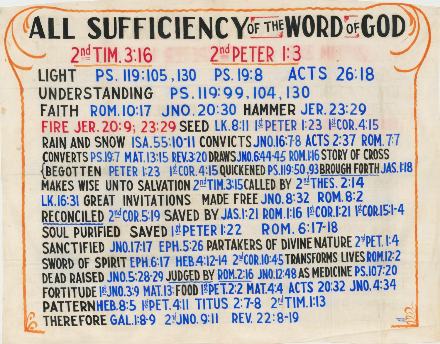 ALL SUFFICIENCY OF THE WORD OF GOD
2nd TIM. 3:16 2nd PETER 1:3
LIGHT PS. 119:105, 130 PS. 19:8 ACTS 26:18
UNDERSTANDING PS. 119:99, 104, 130
FAITH ROM. 10:17 JNO. 20:30 HAMMER JER. 23:29
FIRE JER. 20:9; 23:29 SEED LK. 8:11 1st PETER 1:23 1st COR. 4:15
RAIN AND SNOW ISA. 55:10-11 CONVICTS JNO. 16:7-8 ACTS 2:37 ROM. 7:7
CONVERTS PS. 19:7 MAT. 13:15 REV. 3:20 DRAWS JNO. 6:44-45 ROM. 1:16 STORY OF CROSS
BEGOTTEN PETER 1:23 1st COR. 4:15 QUICKENED PS. 119:50, 93 BROUGH FORTH JAS. 1:18
MAKES WISE UNTO SALVATION 2nd TIM. 3:15 CALLED BY 2nd THES. 2:14
LK. 16:31 GREAT INVITATIONS MADE FREE JNO. 8:32 ROM. 8:2
RECONCILED 2nd COR. 5:19 SAVED BY JAS. 1:21 ROM. 1:16 1st COR. 1:21 1st COR. 15:1-4
SOUL PURIFIED SAVED 1st PETER 1:22 ROM. 6:17-18
SANCTIFIED JNO. 17:17 EPH. 5:26 PARTAKERS OF DIVINE NATURE 2nd PET. 1:4
SWORD OF SPIRIT EPH. 6:17 HEB. 4:12-14 2nd COR. 10:45 TRANSFORMS LIVES ROM. 12:2
DEAD RAISED JNO. 5:28-29 JUDGED BY ROM. 2:16 JNO. 12:48 AS MEDICINE PS. 107:20
FORTITUDE 1st JNO. 3:9 MAT. 13: FOOD 1st PET. 2:2 MAT. 4:4 ACTS 20:32 JNO. 4:34
PATTERN HEB. 8:5 1st PET. 4:11 TITUS 2:7-8 2nd TIM. 1:13
THEREFORE GAL. 1:8-9 2nd JNO. 9:11 REV. 22:8-19